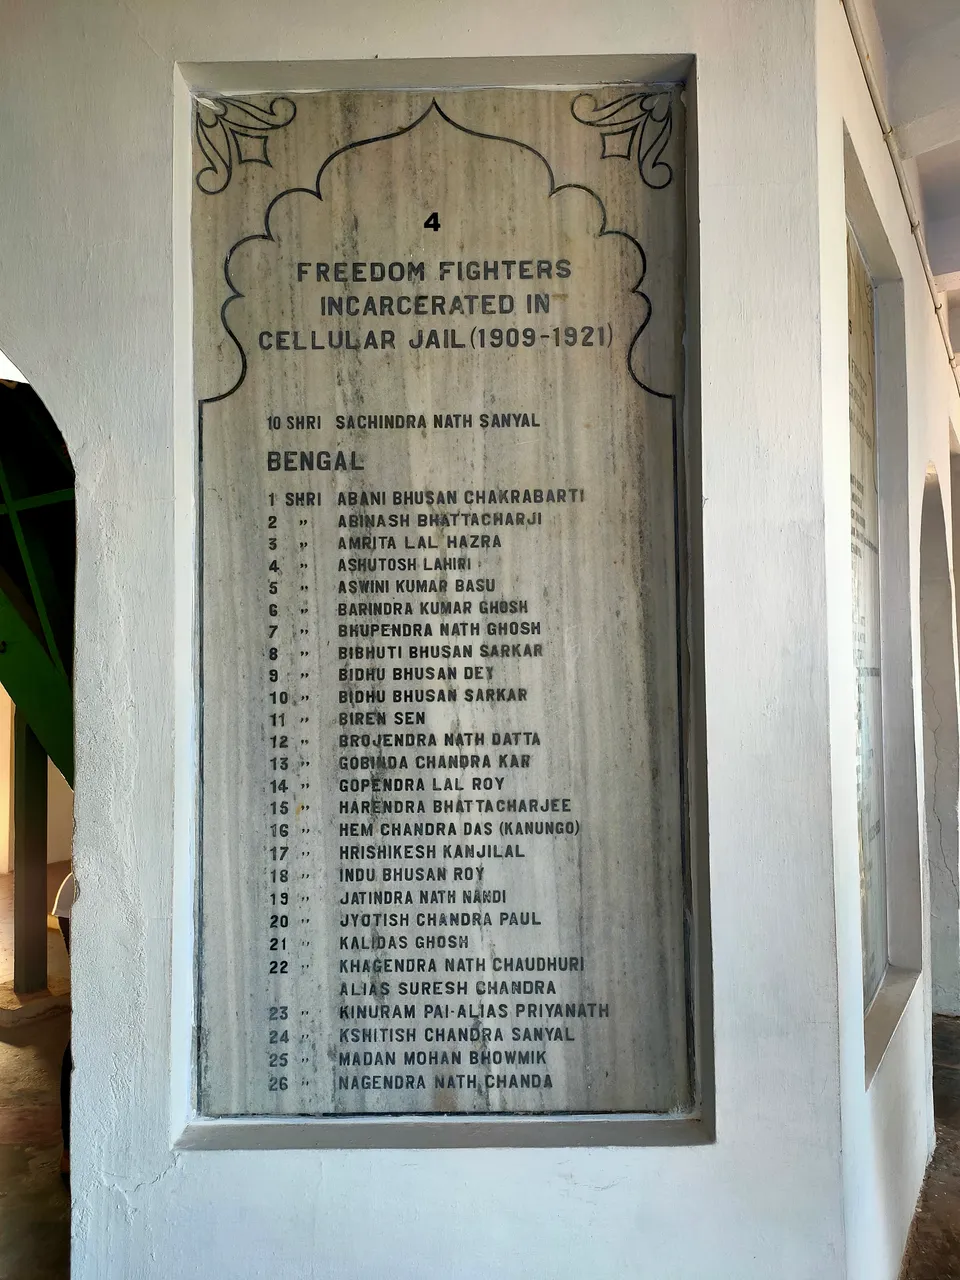 4
FREEDOM FIGHTERS
INCARCERATED IN
CELLULAR JAIL (1909-1921)
10 SHRI SACHINDRA NATH SANYAL
BENGAL
1 SHRI ABANI BHUSAN CHAKRABARTI
2 " ABINASH BHATTACHARJI
3 " AMRITA LAL HAZRA
4 " ASHUTOSH LAHIRI
5 " ASWINI KUMAR BASU
6 " BARINDRA KUMAR GHOSH
7 " BHUPENDRA NATH GHOSH
8 " BIBHUTI BHUSAN SARKAR
9 " BIDHU BHUSAN DEY
10 " BIDHU BHUSAN SARKAR
11 " BIREN SEN
12 " BROJENDRA NATH DATTA
13 " GOBINDA CHANDRA KAR
14 " GOPENDRA LAL ROY
15 " HARENDRA BHATTACHARJEE
16 " HEM CHANDRA DAS (KANUNGO)
17 " HRISHIKESH KANJILAL
18 " INDU BHUSAN ROY
19 " JATINDRA NATH NANDI
20 " JYOTISH CHANDRA PAUL
21 " KALIDAS GHOSH
22 " KHAGENDRA NATH CHAUDHURI
ALIAS SURESH CHANDRA
23 " KINURAM PAI-ALIAS PRIYANATH
24 " KSHITISH CHANDRA SANYAL
25 " MADAN MOHAN BHOWMIK
26 " NAGENDRA NATH CHANDA